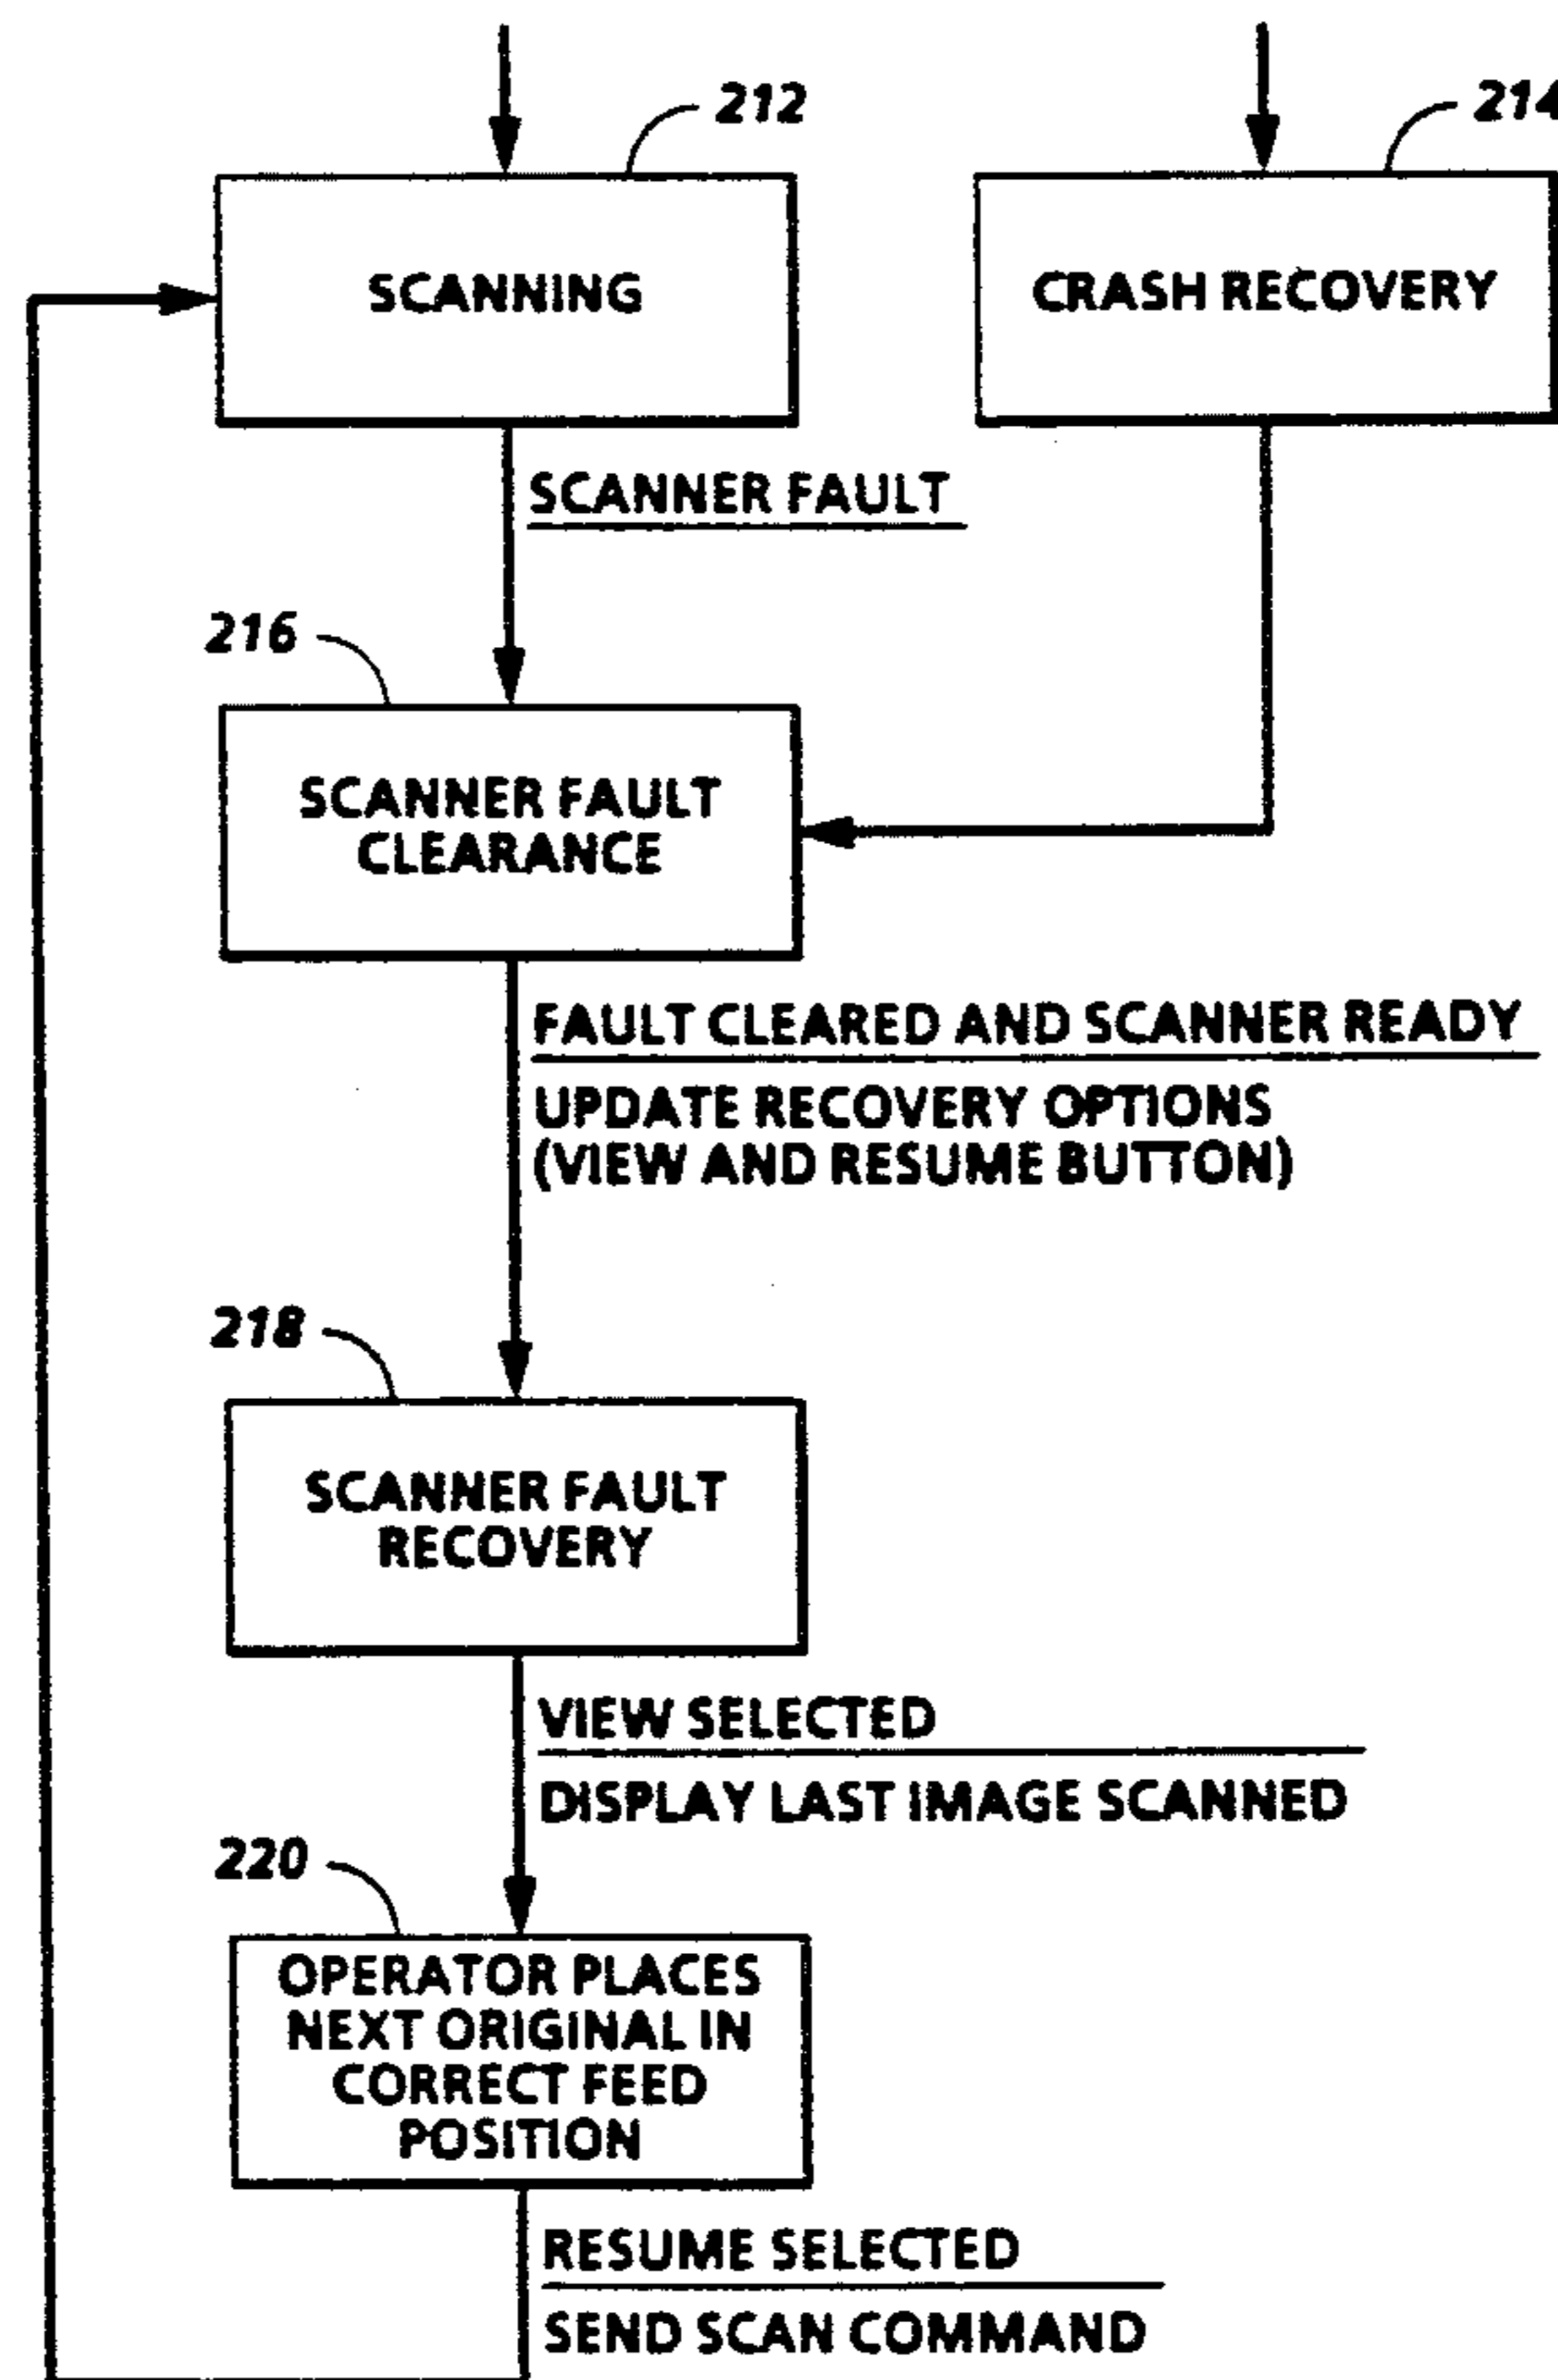 212
214
SCANNING
CRASH RECOVERY
SCANNER FAULT
216
SCANNER FAULT
CLEARANCE
FAULT CLEARED AND SCANNER READY
UPDATE RECOVERY OPTIONS
(VIEW AND RESUME BUTTON)
218
SCANNER FAULT
RECOVERY
VIEW SELECTED
DISPLAY LAST IMAGE SCANNED
220
OPERATOR PLACES
NEXT ORIGINAL IN
CORRECT FEED
POSITION
RESUME SELECTED
SEND SCAN COMMAND